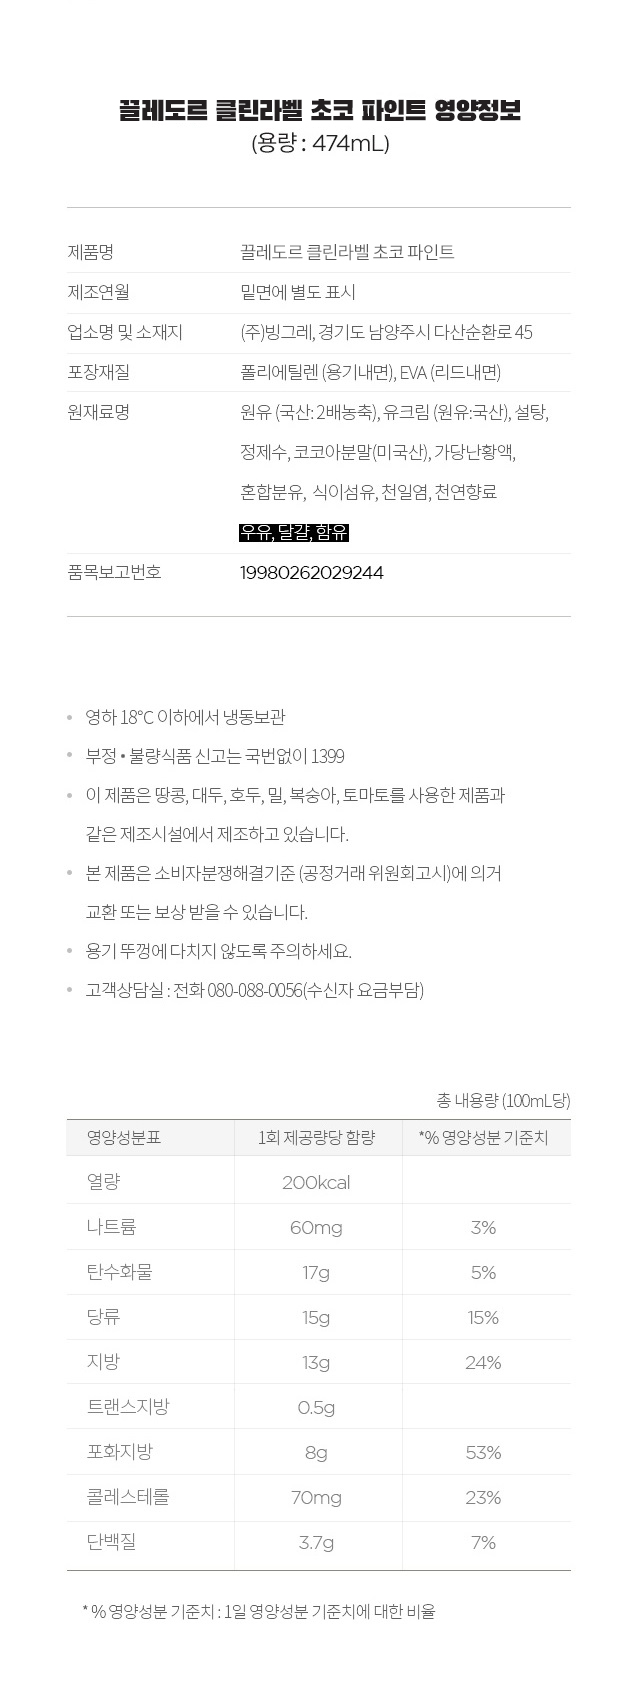 끌레도르 클린라벨 초코 파인트 영양정보
(용량 : 474mL)
제품명 끌레도르 클린라벨 초코 파인트
제조연월 밑면에 별도 표시
업소명 및 소재지 (주)빙그레, 경기도 남양주시 다산순환로 45
포장재질 폴리에틸렌 (용기내면), EVA (리드내면)
원재료명 원유 (국산: 2배농축), 유크림 (원유:국산), 설탕,
정제수, 코코아분말(미국산), 가당난황액,
혼합분유, 식이섬유, 천일염, 천연향료
우유, 달걀, 함유
품목보고번호 19980262029244
• 영하 18°C 이하에서 냉동보관
• 부정 • 불량식품 신고는 국번없이 1399
• 이 제품은 땅콩, 대두, 호두, 밀, 복숭아, 토마토를 사용한 제품과
같은 제조시설에서 제조하고 있습니다.
• 본 제품은 소비자분쟁해결기준 (공정거래 위원회고시)에 의거
교환 또는 보상 받을 수 있습니다.
• 용기 뚜껑에 다치지 않도록 주의하세요.
• 고객상담실 : 전화 080-088-0056(수신자 요금부담)
총 내용량 (100mL당)
영양성분표 1회 제공량당 함량 *% 영양성분 기준치
열량 200kcal
나트륨 60mg 3%
탄수화물 17g 5%
당류 15g 15%
지방 13g 24%
트랜스지방 0.5g
포화지방 8g 53%
콜레스테롤 70mg 23%
단백질 3.7g 7%
* % 영양성분 기준치 : 1일 영양성분 기준치에 대한 비율